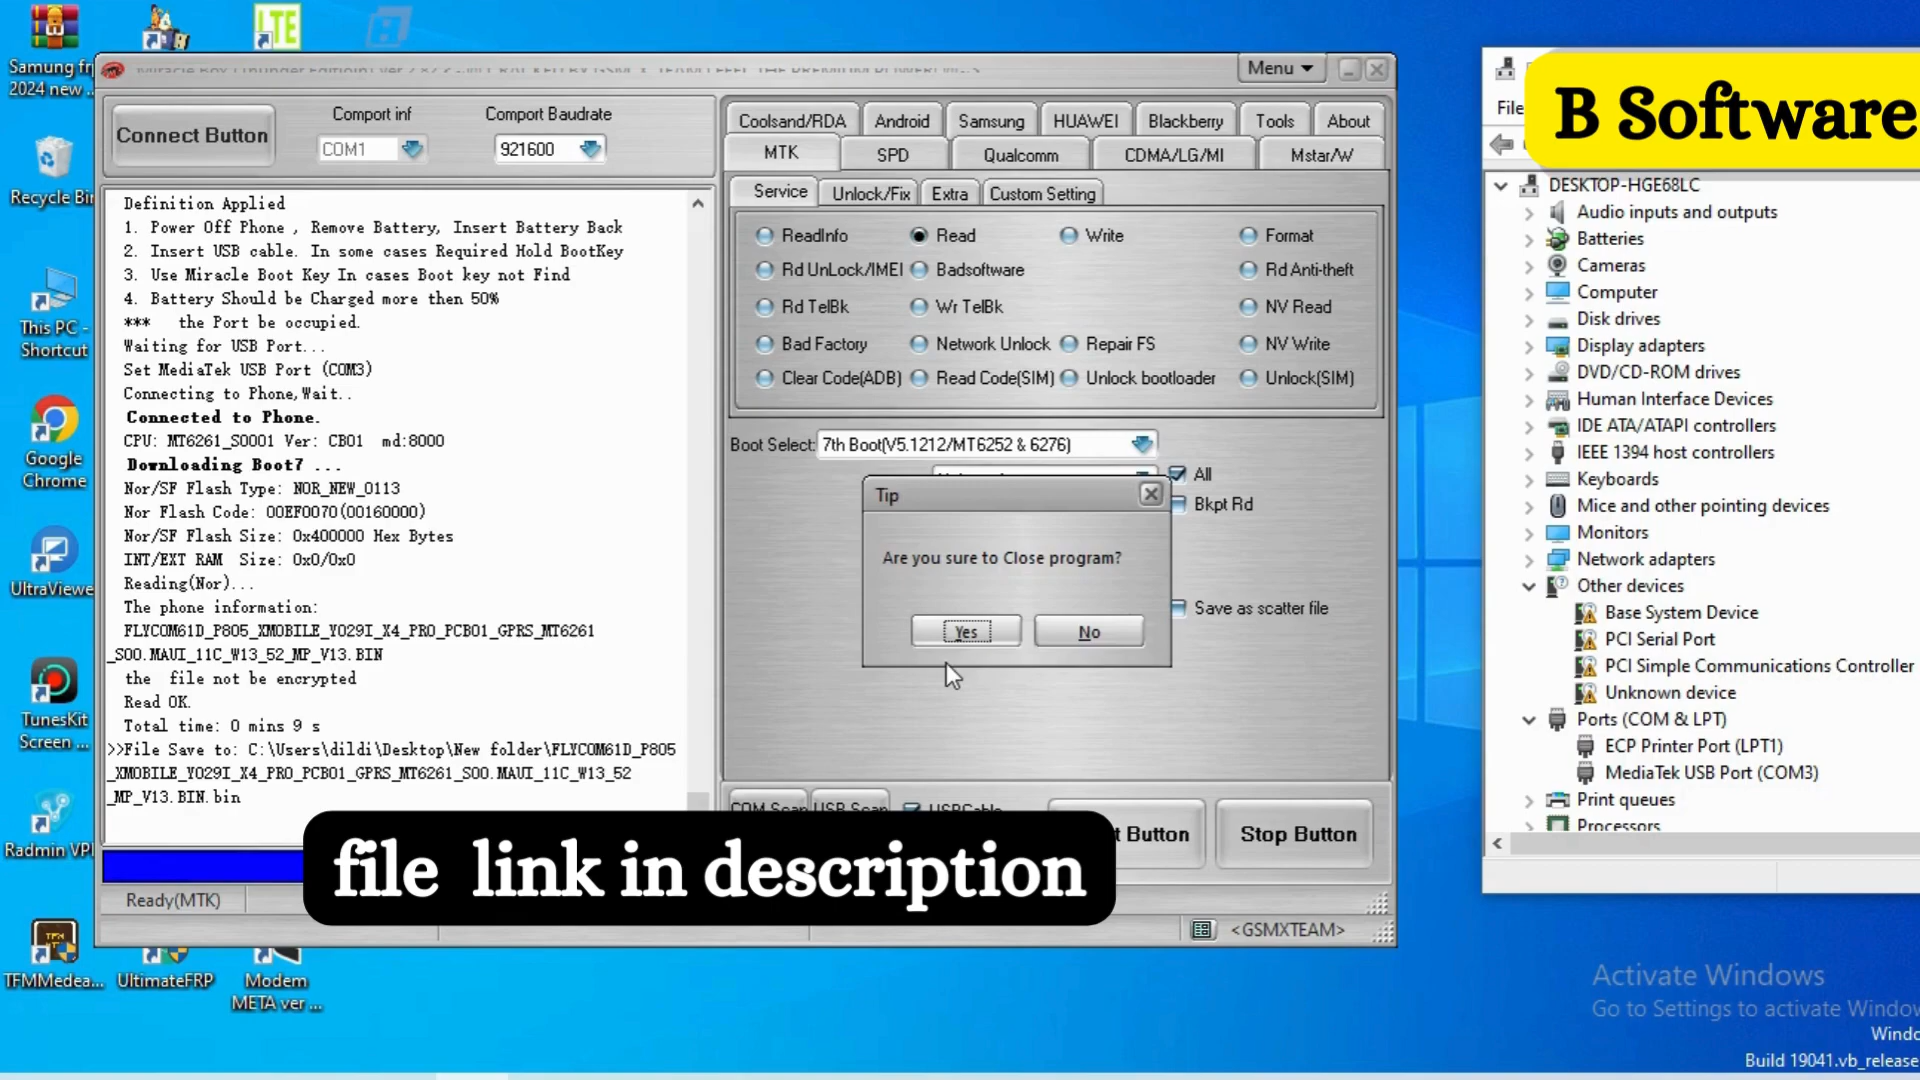 Samung fr
2024 new ...
Recycle Bin
This PC -
Shortcut
Google
Chrome
UltraViewe
TunesKit
Screen ...
Radmin VP
TFMMedea...
UltimateFRP
Modem
META ver ...
LTE
Menu
Connect Button
Comport inf
COM1
Comport Baudrate
921600
Definition Applied
1. Power Off Phone , Remove Battery, Insert Battery Back
2. Insert USB cable. In some cases Required Hold BootKey
3. Use Miracle Boot Key In cases Boot key not Find
4. Battery Should be Charged more then 50%
*** the Port be occupied.
Waiting for USB Port...
Set MediaTek USB Port (COM3)
Connecting to Phone,Wait..
Connected to Phone.
CPU: MT6261_S0001 Ver: CB01 md:8000
Downloading Boot7 ...
Nor/SF Flash Type: NOR_NEW_0113
Nor Flash Code: 00EF0070(00160000)
Nor/SF Flash Size: 0x400000 Hex Bytes
INT/EXT RAM Size: 0x0/0x0
Reading(Nor)...
The phone information:
FLYCOM61D_P805_XMOBILE_YO29I_X4_PRO_PCB01_GPRS_MT6261
_S00.MAUI_11C_W13_52_MP_V13.BIN
the file not be encrypted
Read OK.
Total time: 0 mins 9 s
>>File Save to: C:\Users\dildi\Desktop\New folder\FLYCOM61D_P805
_XMOBILE_YO29I_X4_PRO_PCB01_GPRS_MT6261_S00.MAUI_11C_W13_52
_MP_V13.BIN.bin
Ready(MTK)
Coolsand/RDA Android Samsung HUAWEI Blackberry Tools About
MTK SPD Qualcomm CDMA/LG/MI Mstar/W
Service Unlock/Fix Extra Custom Setting
ReadInfo Read Write Format
Rd UnLock/IMEI Badsoftware Rd Anti-theft
Rd TelBk Wr TelBk NV Read
Bad Factory Network Unlock Repair FS NV Write
Clear Code(ADB) Read Code(SIM) Unlock bootloader Unlock(SIM)
Boot Select: 7th Boot(V5.1212/MT6252 & 6276)
All
Bkpt Rd
Save as scatter file
Tip
Are you sure to Close program?
Yes No
COM Scan USB Scan USBCable
t Button
Stop Button
<GSMXTEAM>
file link in description
B Software
File
DESKTOP-HGE68LC
Audio inputs and outputs
Batteries
Cameras
Computer
Disk drives
Display adapters
DVD/CD-ROM drives
Human Interface Devices
IDE ATA/ATAPI controllers
IEEE 1394 host controllers
Keyboards
Mice and other pointing devices
Monitors
Network adapters
Other devices
Base System Device
PCI Serial Port
PCI Simple Communications Controller
Unknown device
Ports (COM & LPT)
ECP Printer Port (LPT1)
MediaTek USB Port (COM3)
Print queues
Processors
Activate Windows
Go to Settings to activate Window
Windo
Build 19041.vb_release